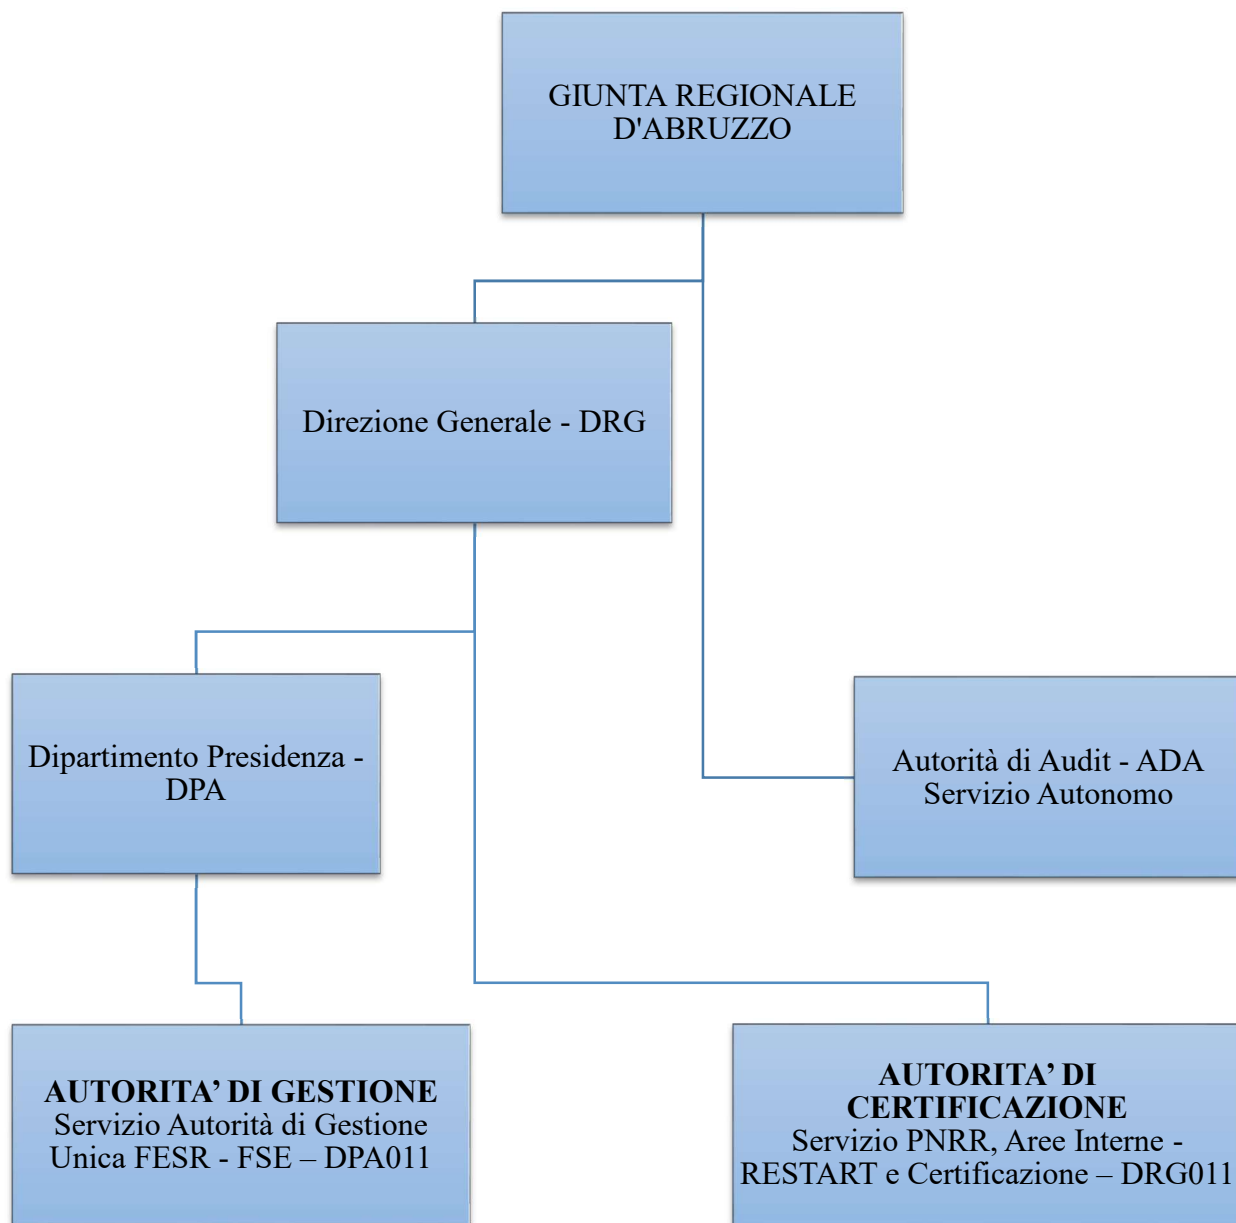 GIUNTA REGIONALE
D'ABRUZZO
Direzione Generale - DRG
Dipartimento Presidenza -
DPA
Autorità di Audit - ADA
Servizio Autonomo
AUTORITA’ DI GESTIONE
Servizio Autorità di Gestione
Unica FESR - FSE – DPA011
AUTORITA’ DI
CERTIFICAZIONE
Servizio PNRR, Aree Interne -
RESTART e Certificazione – DRG011